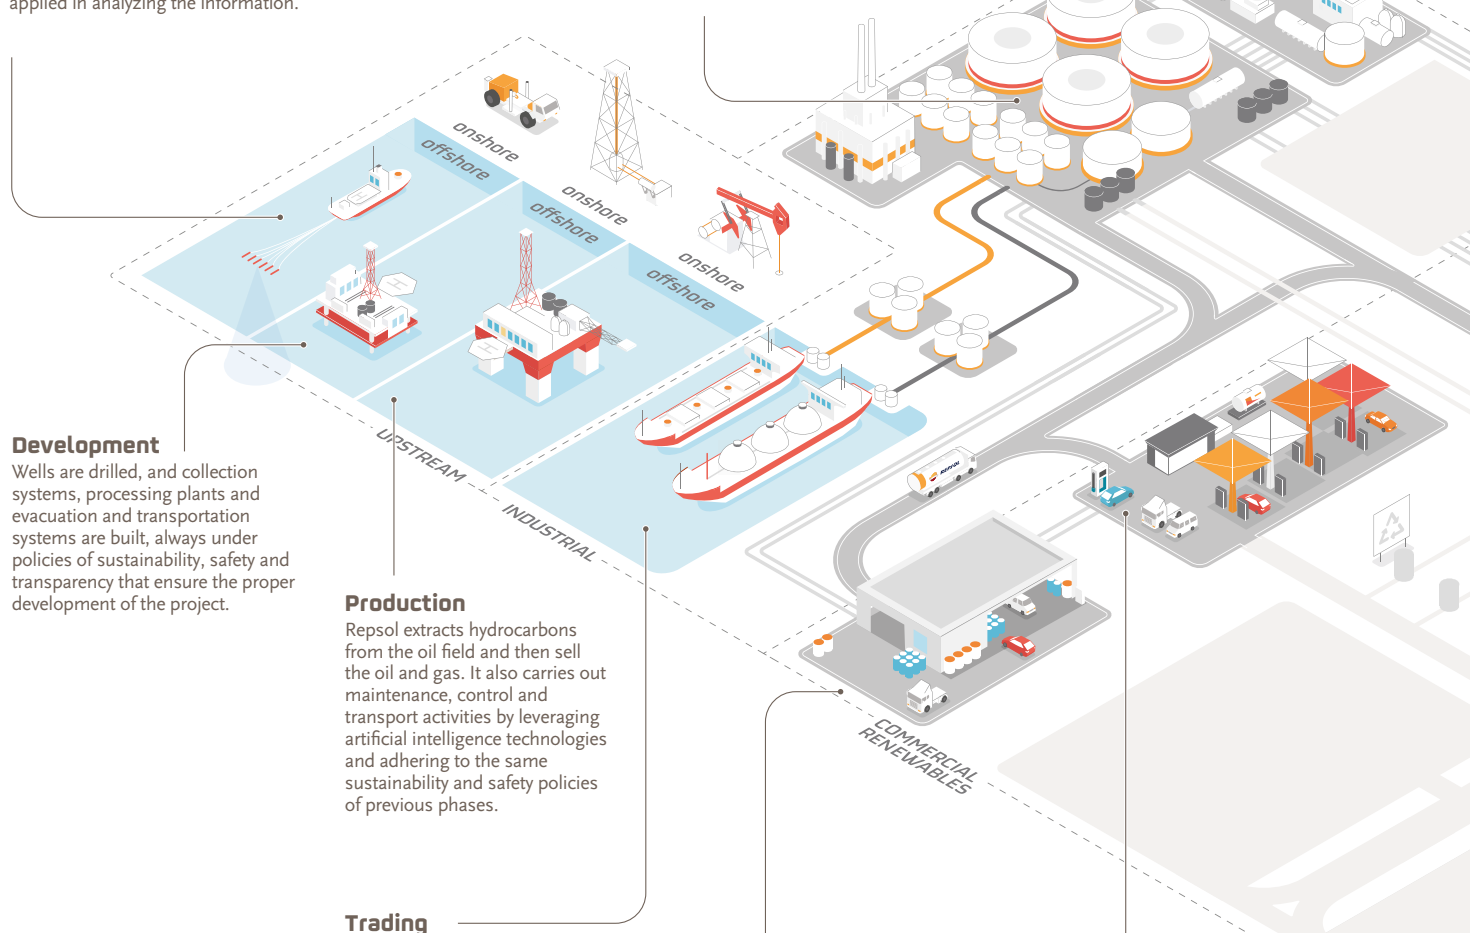 applied in analyzing the information.
onshore
offshore
onshore
offshore
onshore
offshore
UPSTREAM
INDUSTRIAL
Development
Wells are drilled, and collection
systems, processing plants and
evacuation and transportation
systems are built, always under
policies of sustainability, safety and
transparency that ensure the proper
development of the project.
Production
Repsol extracts hydrocarbons
from the oil field and then sell
the oil and gas. It also carries out
maintenance, control and
transport activities by leveraging
artificial intelligence technologies
and adhering to the same
sustainability and safety policies
of previous phases.
Trading
REPSOL
H
H
COMMERCIAL
RENEWABLES